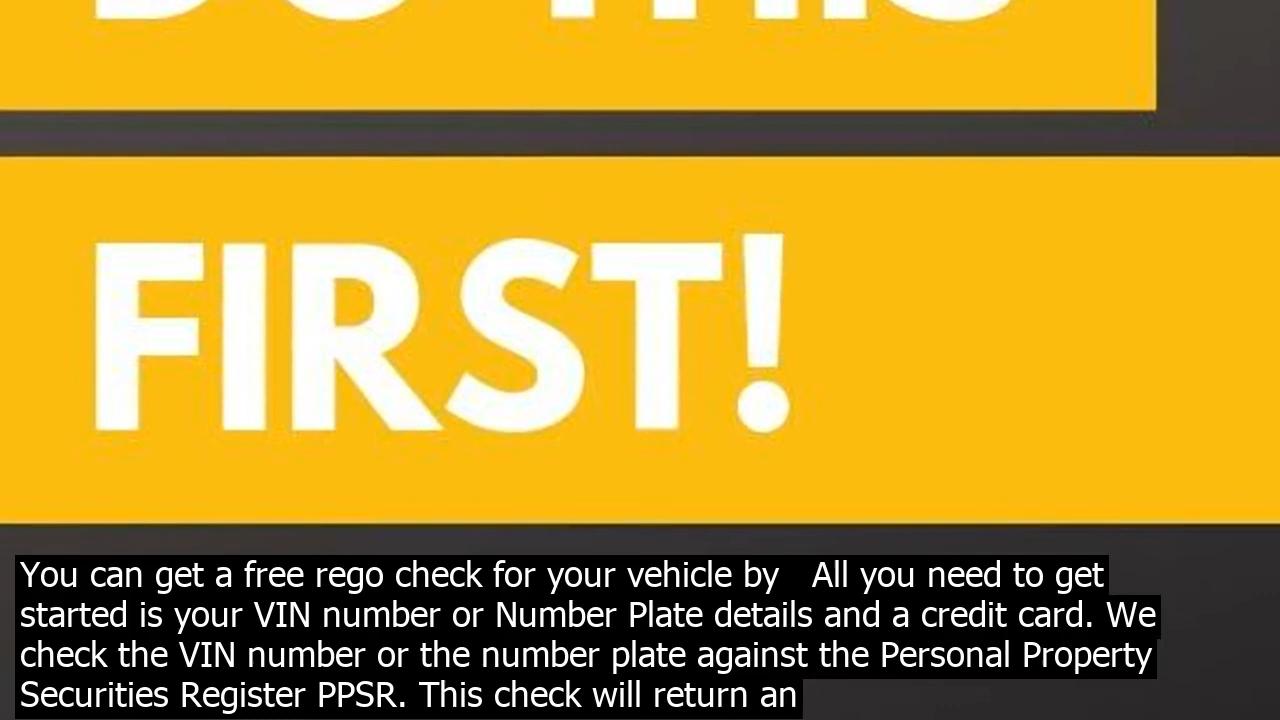 DO THIS
FIRST!
You can get a free rego check for your vehicle by   All you need to get
started is your VIN number or Number Plate details and a credit card. We
check the VIN number or the number plate against the Personal Property
Securities Register PPSR. This check will return an